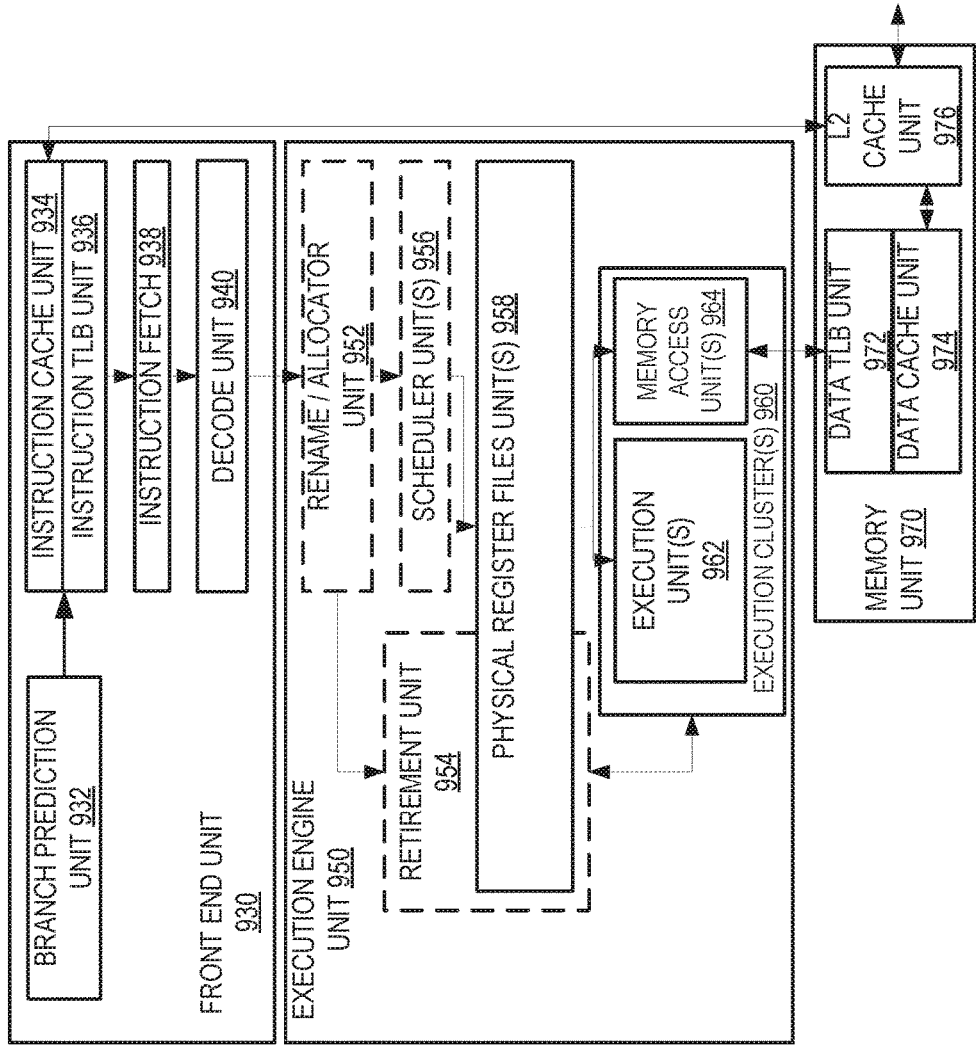 BRANCH PREDICTION
UNIT 932
INSTRUCTION CACHE UNIT 934
INSTRUCTION TLB UNIT 936
INSTRUCTION FETCH 938
DECODE UNIT 940
FRONT END UNIT
930
EXECUTION ENGINE
UNIT 950
RENAME / ALLOCATOR
UNIT 952
SCHEDULER UNIT(S) 956
RETIREMENT UNIT
954
PHYSICAL REGISTER FILES UNIT(S) 958
EXECUTION
UNIT(S)
962
MEMORY
ACCESS
UNIT(S) 964
EXECUTION CLUSTER(S) 960
MEMORY
UNIT 970
DATA TLB UNIT
972
DATA CACHE UNIT
974
L2
CACHE
UNIT
976